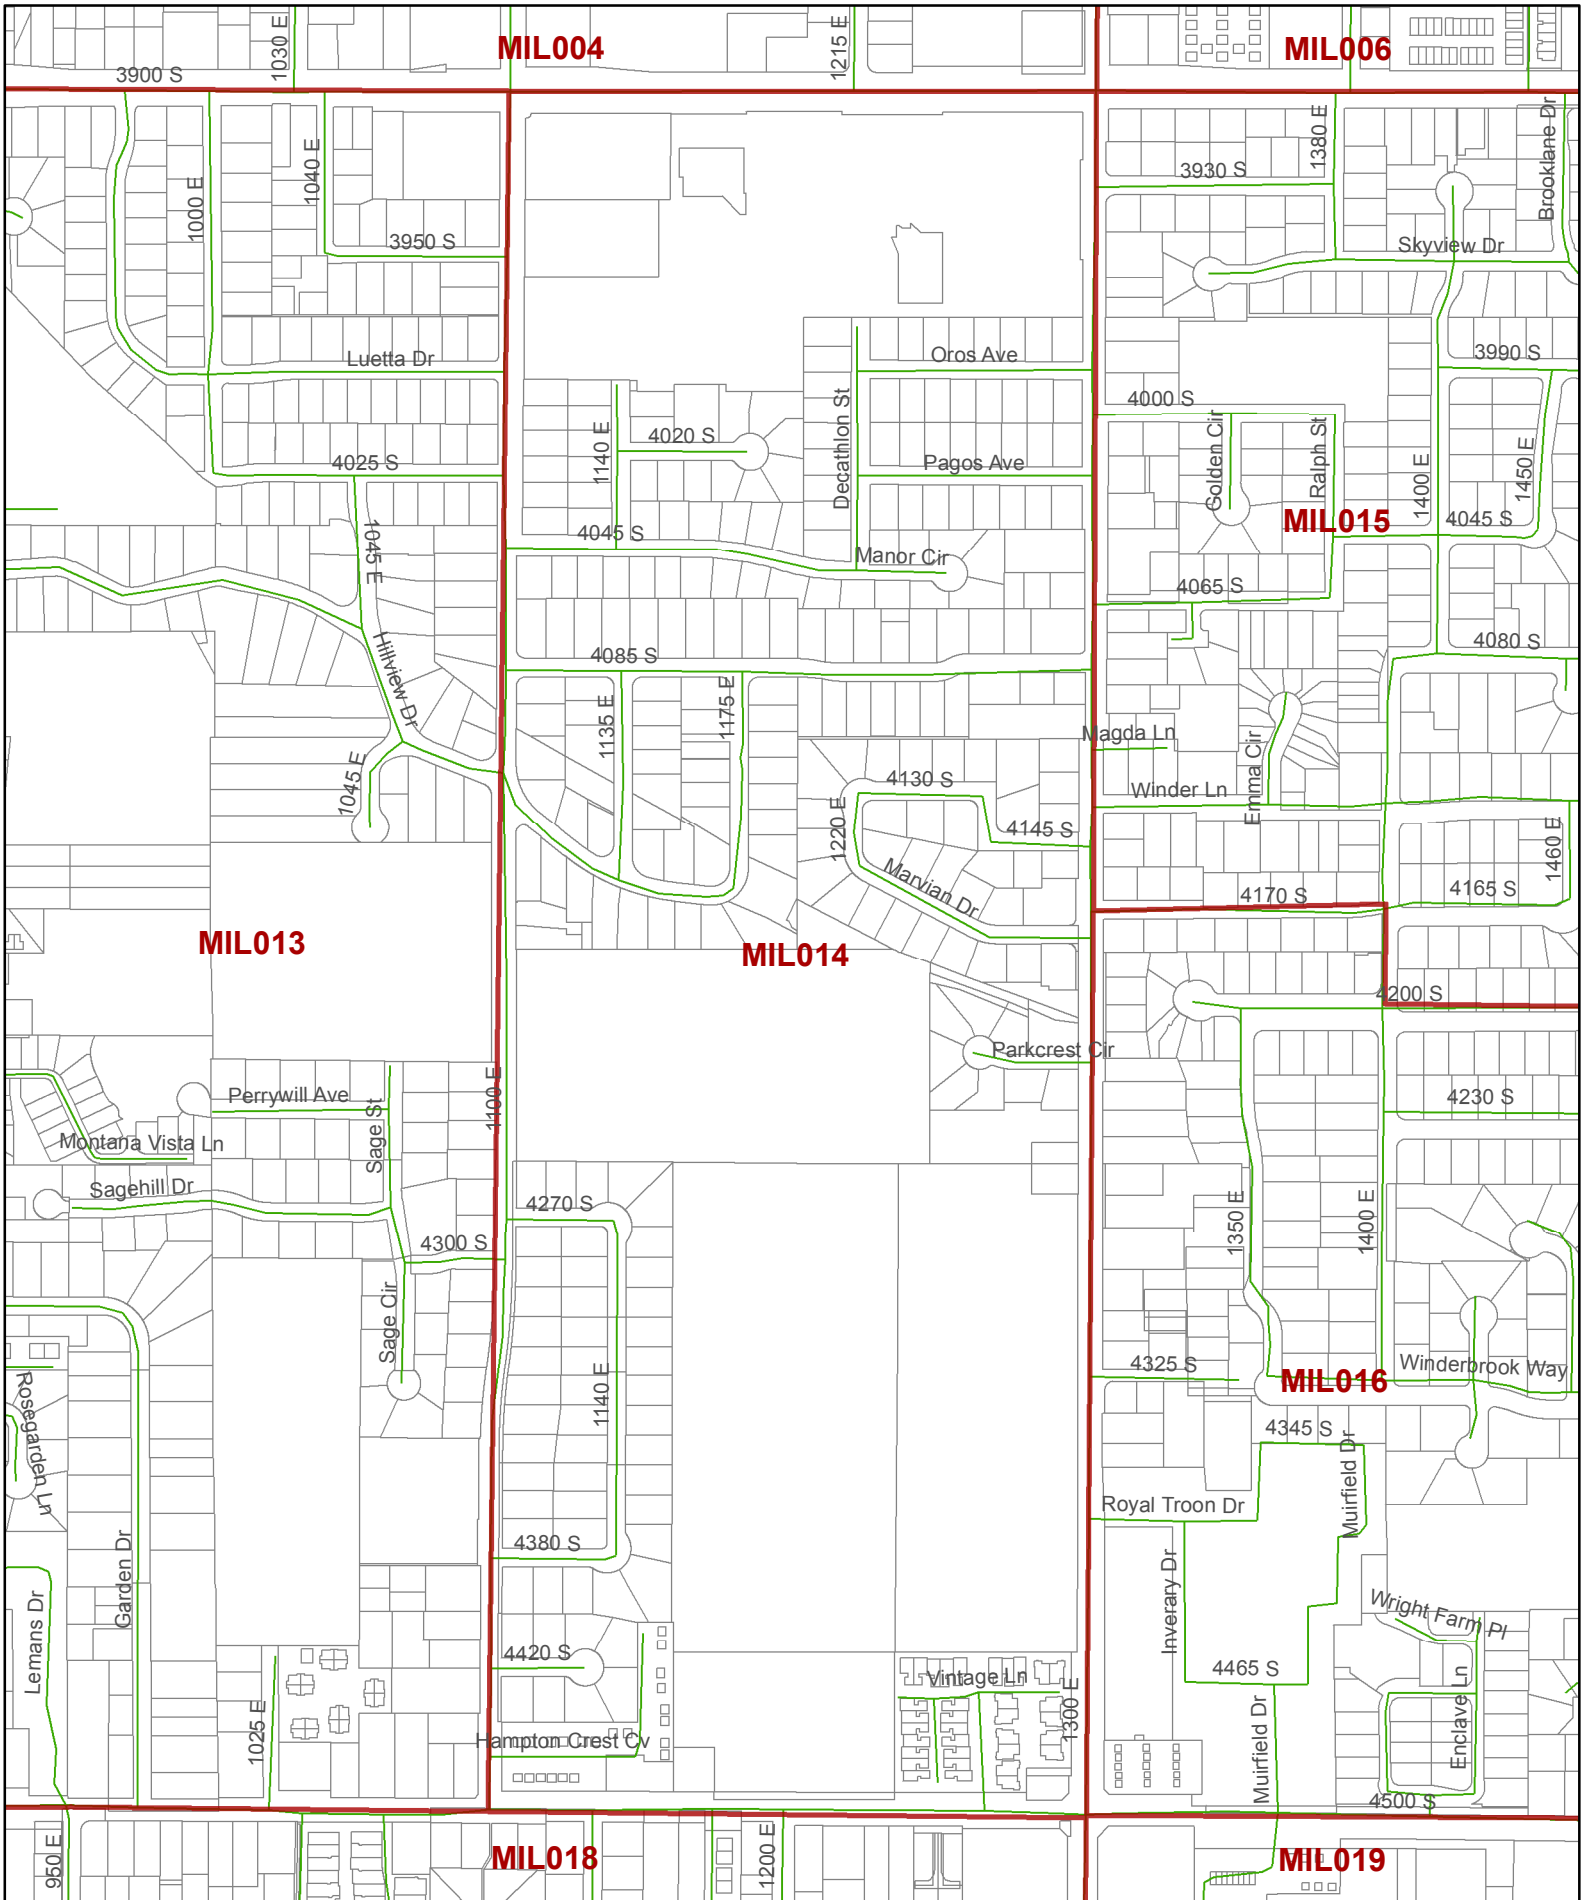 MIL004
MIL006
1030 E
1215 E
3900 S
1380 E
Brooklane Dr
1040 E
1000 E
3930 S
3950 S
Skyview Dr
Luetta Dr
Oros Ave
3990 S
4000 S
Decathlon St
Golden Cir
Ralph St
1140 E
4020 S
4025 S
Pagos Ave
1400 E
1450 E
MIL015
4045 S
4045 S
1045 E
Manor Cir
4065 S
4080 S
4085 S
Hillview Dr
1135 E
1175 E
Magda Ln
1045 E
4130 S
Winder Ln
Emma Cir
1220 E
4145 S
1460 E
Marvian Dr
4170 S
4165 S
MIL013
MIL014
4200 S
Parkcrest Cir
Perrywill Ave
1100 E
4230 S
Montana Vista Ln
Sage St
Sagehill Dr
4270 S
1350 E
1400 E
4300 S
Sage Cir
4325 S
Winderbrook Way
MIL016
1140 E
Rosegarden Ln
4345 S
Muirfield Dr
Royal Troon Dr
4380 S
Garden Dr
Inverary Dr
Lemans Dr
Wright Farm Pl
4420 S
4465 S
Vintage Ln
1300 E
1025 E
Hampton Crest Cv
Muirfield Dr
Enclave Ln
4500 S
950 E
MIL018
1200 E
MIL019